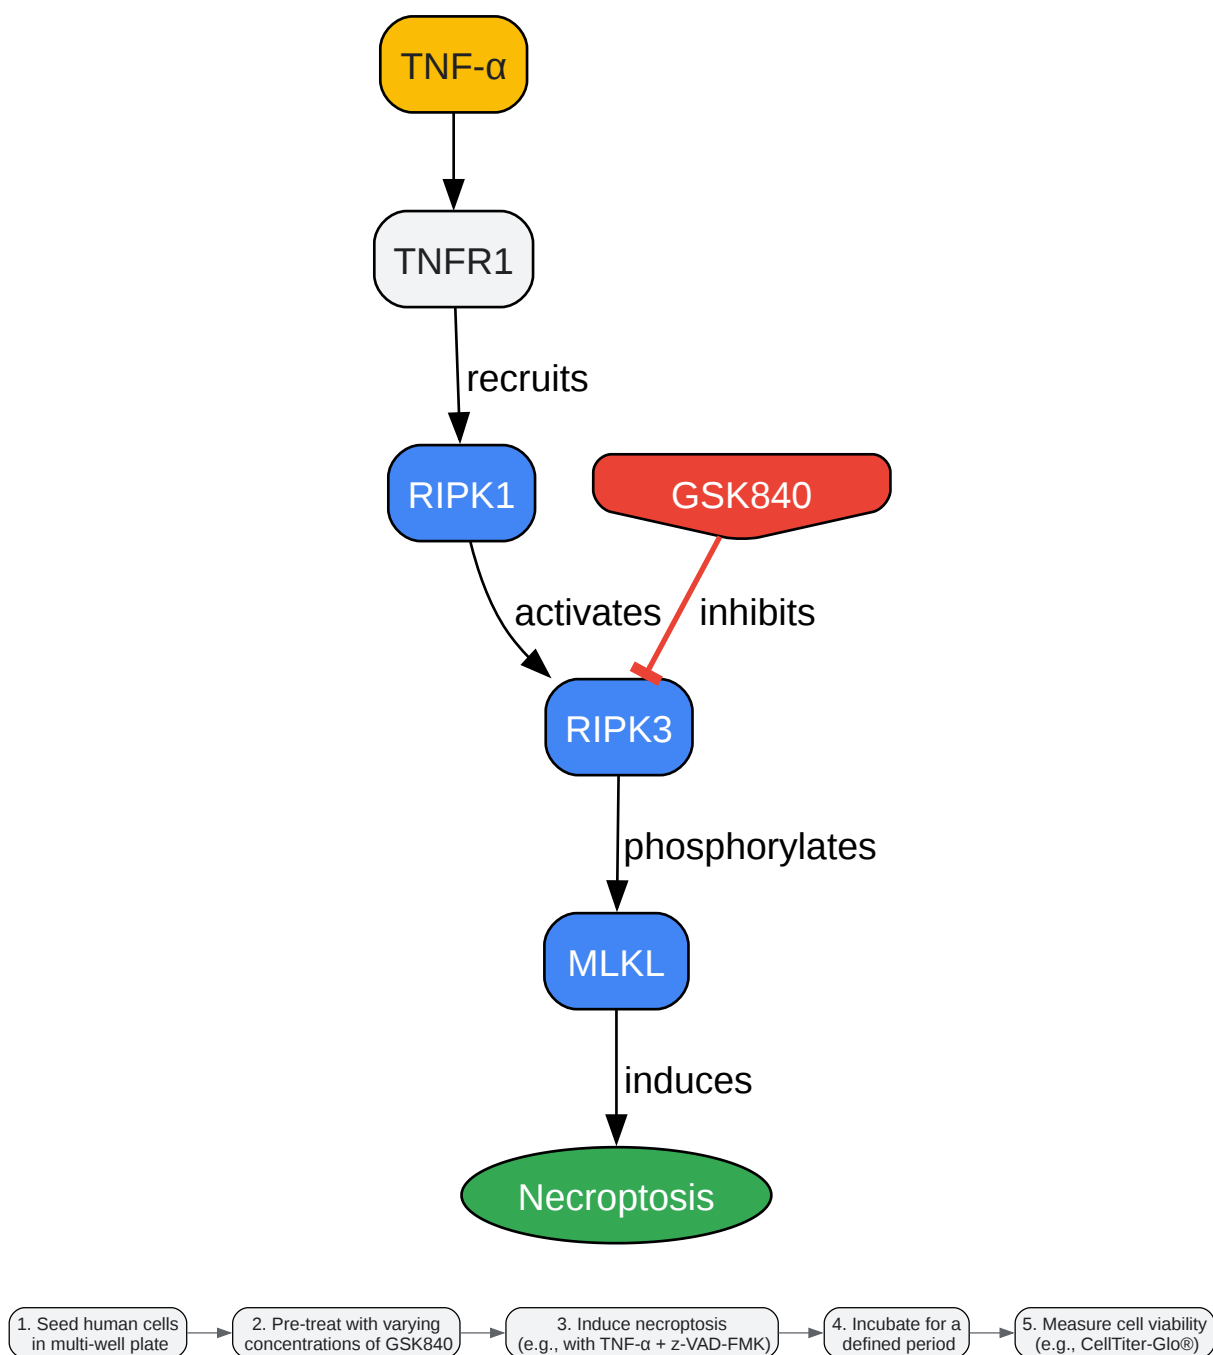 TNF-α
TNFR1
recruits
RIPK1
GSK840
activates
inhibits
RIPK3
phosphorylates
MLKL
induces
Necroptosis
1. Seed human cells
in multi-well plate
2. Pre-treat with varying
concentrations of GSK840
3. Induce necroptosis
(e.g., with TNF-α + z-VAD-FMK)
4. Incubate for a
defined period
5. Measure cell viability
(e.g., CellTiter-Glo®)